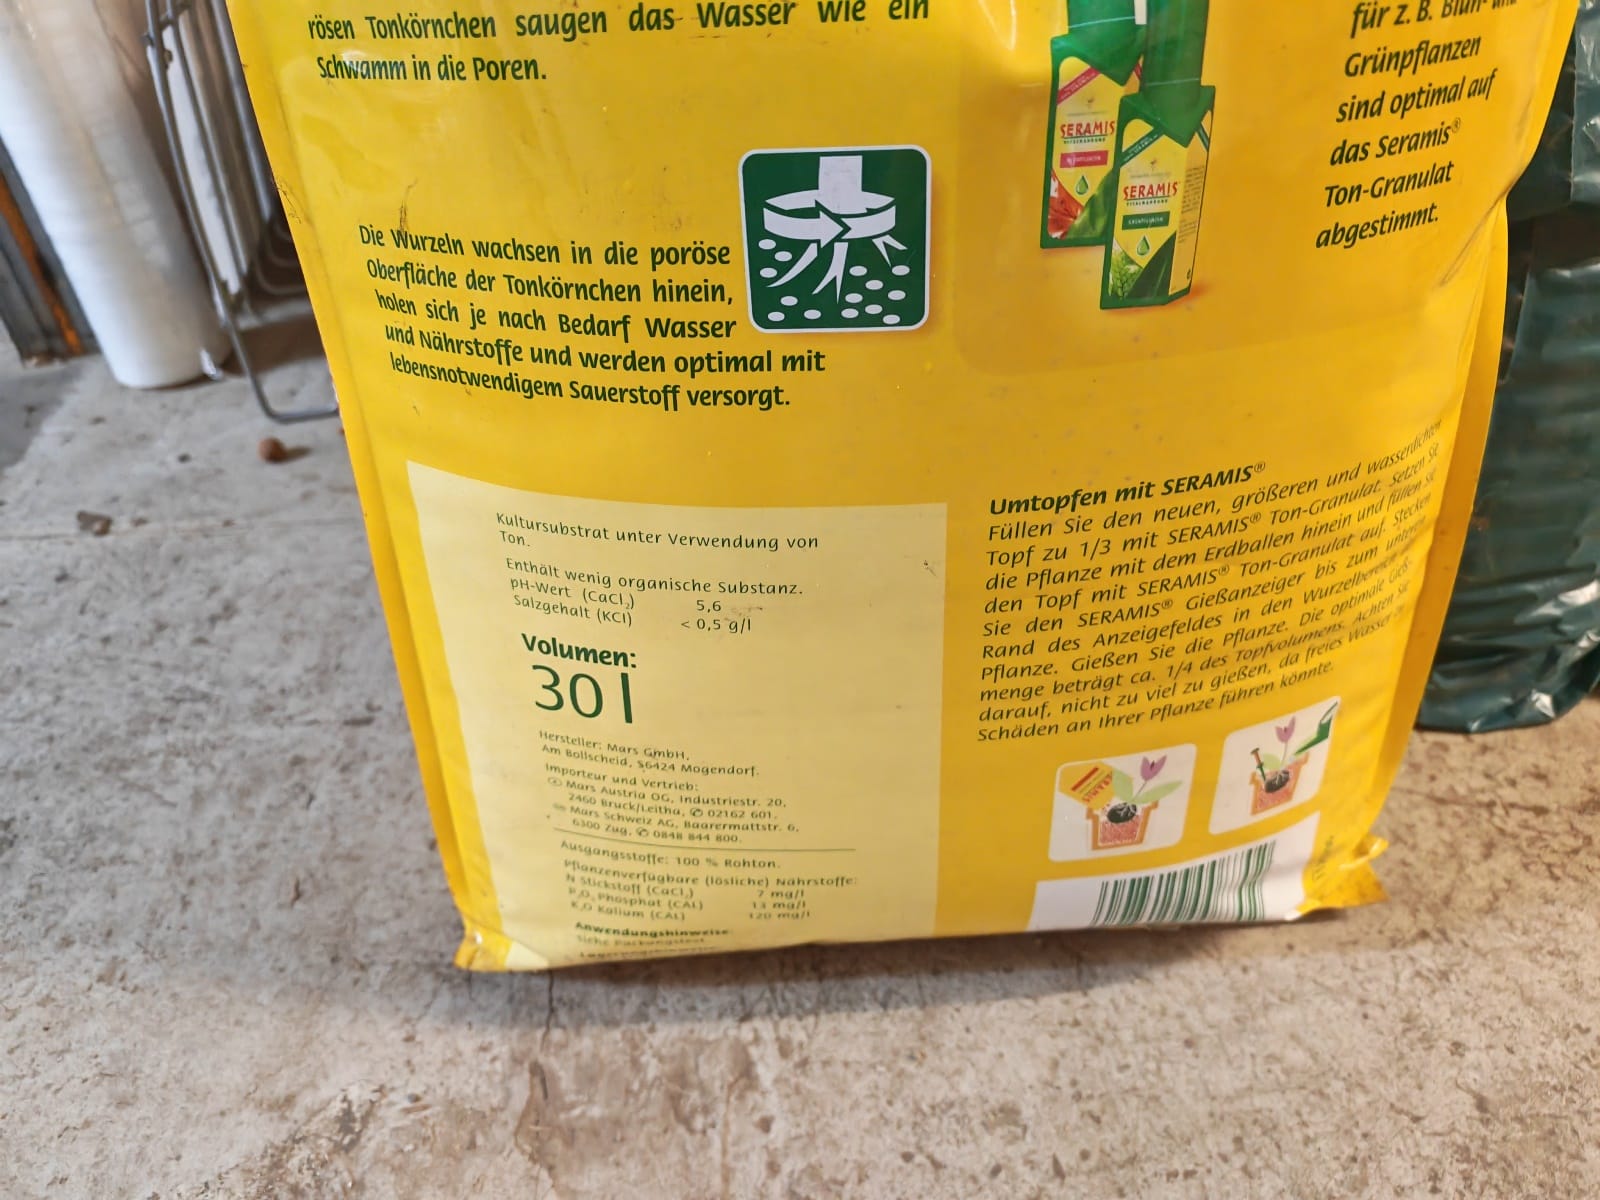 rösen Tonkörnchen saugen das Wasser wie ein
Schwamm in die Poren.
Die Wurzeln wachsen in die poröse
Oberfläche der Tonkörnchen hinein,
holen sich je nach Bedarf Wasser
und Nährstoffe und werden optimal mit
lebensnotwendigem Sauerstoff versorgt.
SERAMIS
SERAMIS
für z. B. Blüh-
Grünpflanzen
sind optimal auf
das Seramis®
Ton-Granulat
abgestimmt.
Kultursubstrat unter Verwendung von
Ton.
Enthält wenig organische Substanz.
pH-Wert (CaCl₂) 5,6
Salzgehalt (KCl) < 0,5 g/l
Volumen:
30 l
Hersteller: Mars GmbH,
Am Bollscheid, 56424 Mogendorf.
Importeur und Vertrieb:
Mars Austria OG, Industriestr. 20,
2460 Bruck/Leitha, ✆ 02162 601.
Mars Schweiz AG, Baarermattstr. 6,
6300 Zug, ✆ 0848 844 800.
Ausgangsstoffe: 100 % Rohton.
Pflanzenverfügbare (lösliche) Nährstoffe:
N Stickstoff (CaCl₂) 7 mg/l
P₂O₅ Phosphat (CAL) 13 mg/l
K₂O Kalium (CAL) 120 mg/l
Anwendungshinweise:
Siehe Packungstext.
Umtopfen mit SERAMIS®
Füllen Sie den neuen, größeren und wasserdichten
Topf zu 1/3 mit SERAMIS® Ton-Granulat. Setzen Sie
die Pflanze mit dem Erdballen hinein und füllen Sie
den Topf mit SERAMIS® Ton-Granulat auf. Stecken
Sie den SERAMIS® Gießanzeiger bis zum unteren
Rand des Anzeigefeldes in den Wurzelbereich der
Pflanze. Gießen Sie die Pflanze. Die optimale Gieß-
menge beträgt ca. 1/4 des Topfvolumens. Achten Sie
darauf, nicht zu viel zu gießen, da freies Wasser zu
Schäden an Ihrer Pflanze führen könnte.